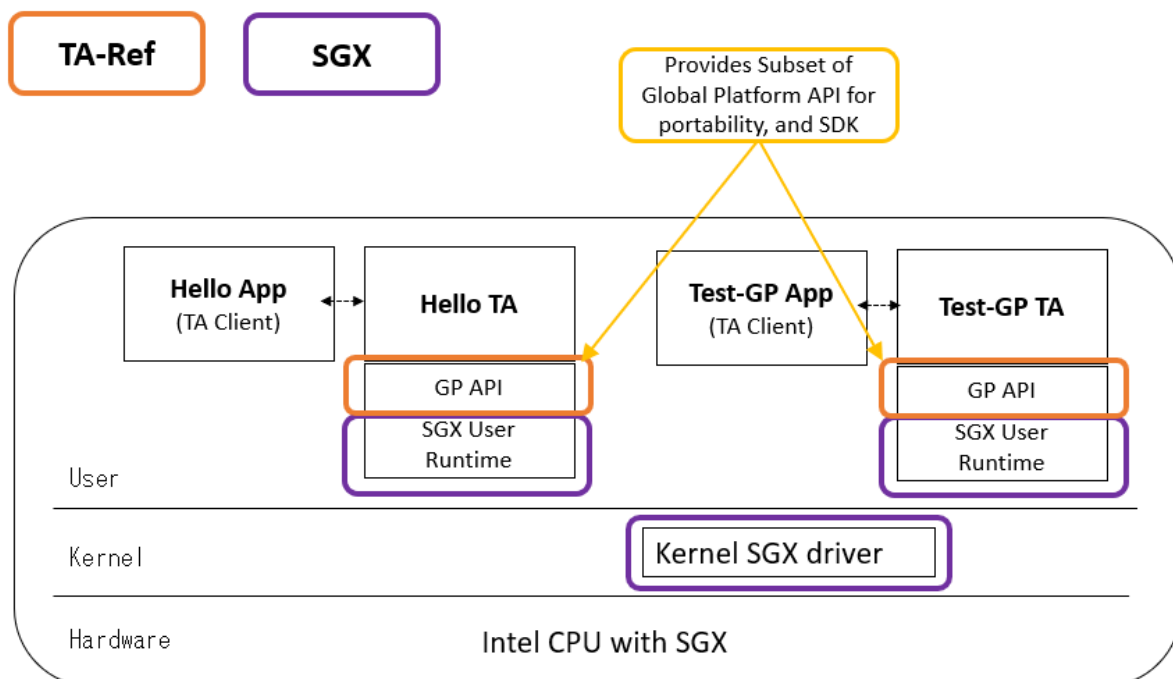 TA-Ref
SGX
Provides Subset of
Global Platform API for
portability, and SDK
Hello App
(TA Client)
Hello TA
Test-GP App
(TA Client)
Test-GP TA
GP API
GP API
SGX User
Runtime
SGX User
Runtime
User
Kernel
Kernel SGX driver
Hardware
Intel CPU with SGX